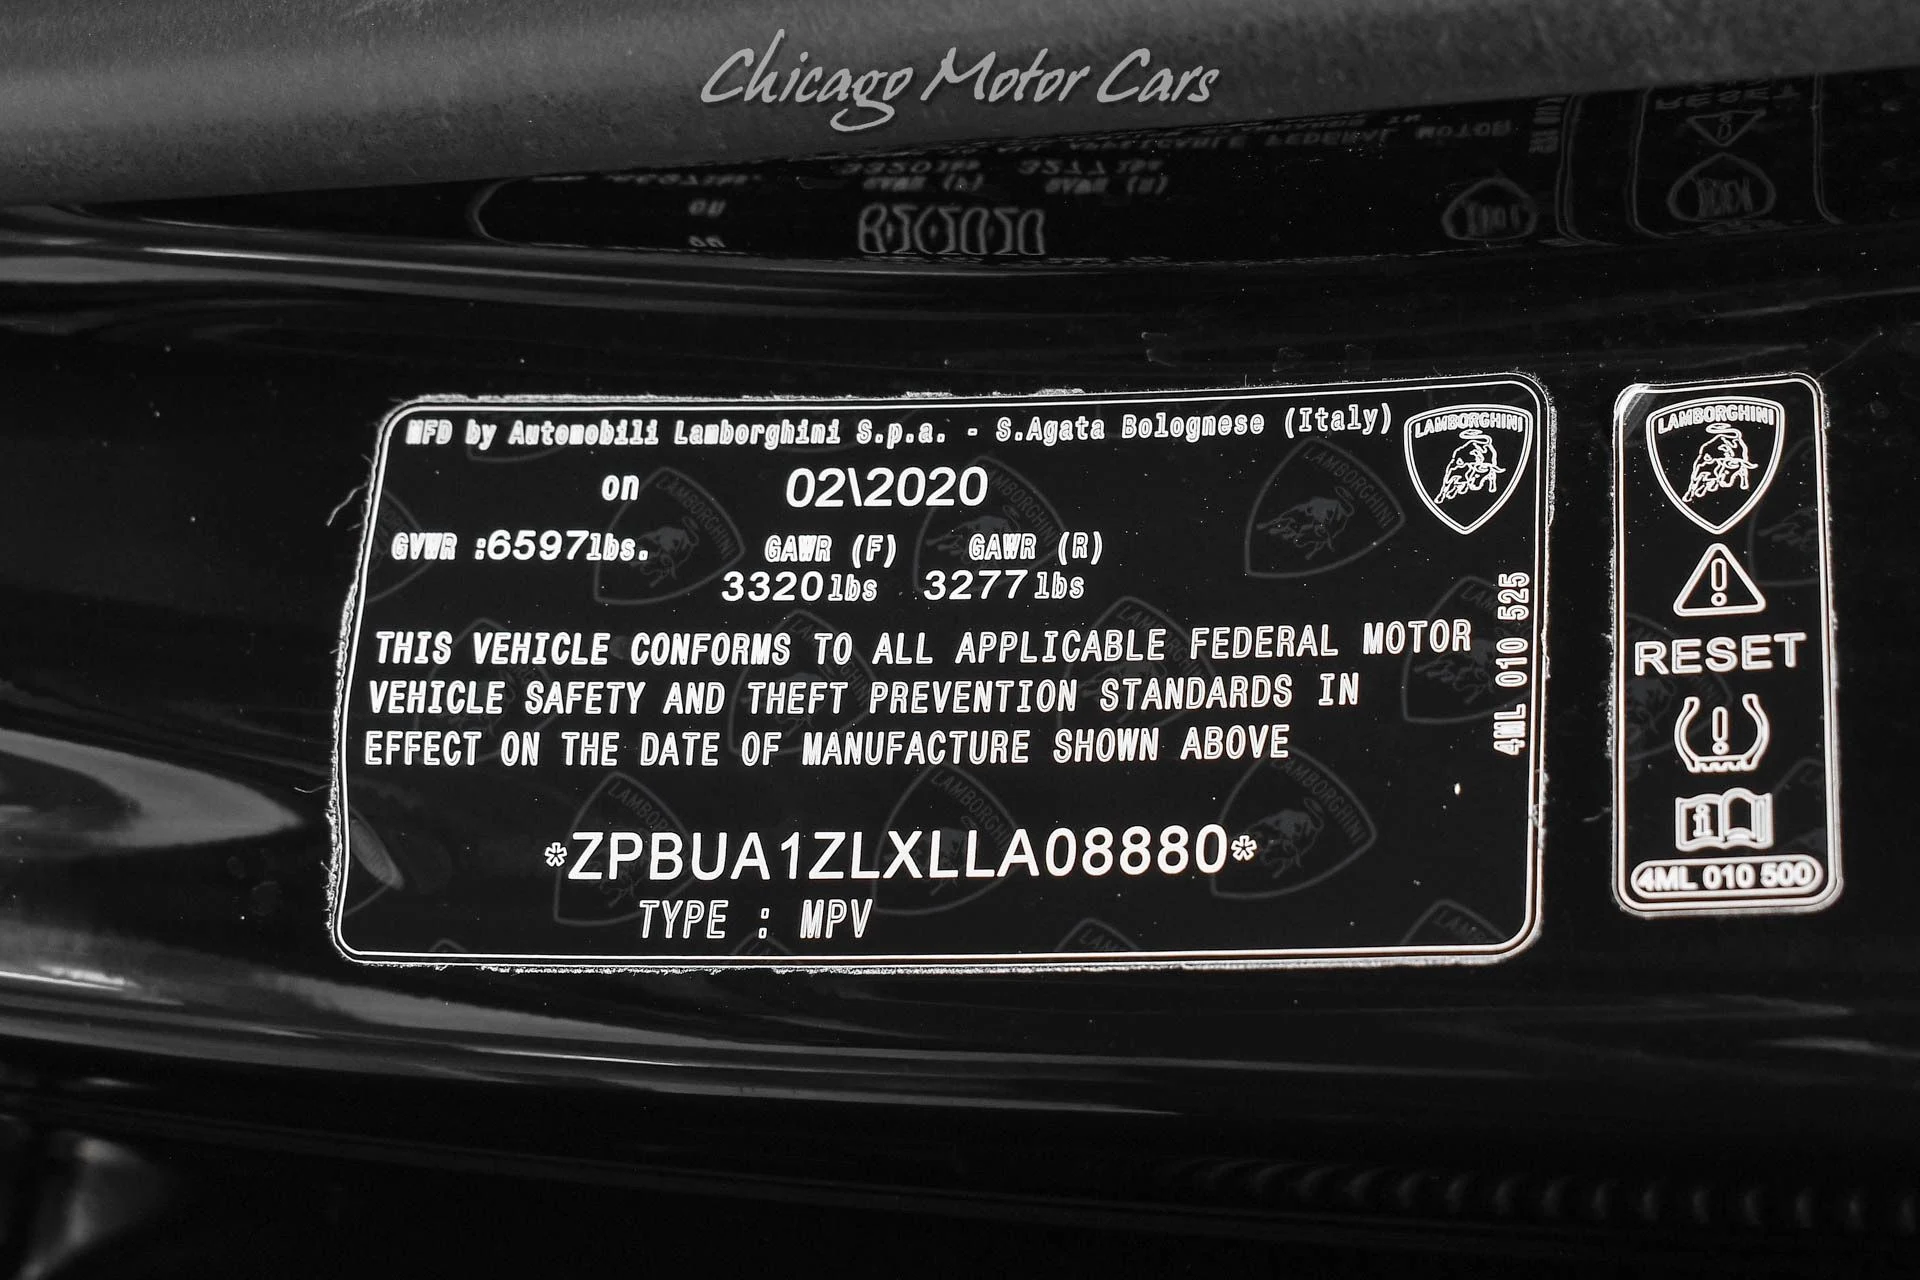 Chicago Motor Cars
MFD by Automobili Lamborghini S.p.a. - S.Agata Bolognese (Italy)
on 02\2020
GVWR :6597lbs. GAWR (F) GAWR (R)
3320lbs 3277lbs
THIS VEHICLE CONFORMS TO ALL APPLICABLE FEDERAL MOTOR
VEHICLE SAFETY AND THEFT PREVENTION STANDARDS IN
EFFECT ON THE DATE OF MANUFACTURE SHOWN ABOVE
*ZPBUA1ZLXLLA08880*
TYPE : MPV
LAMBORGHINI
4ML 010 525
LAMBORGHINI
RESET
4ML 010 500